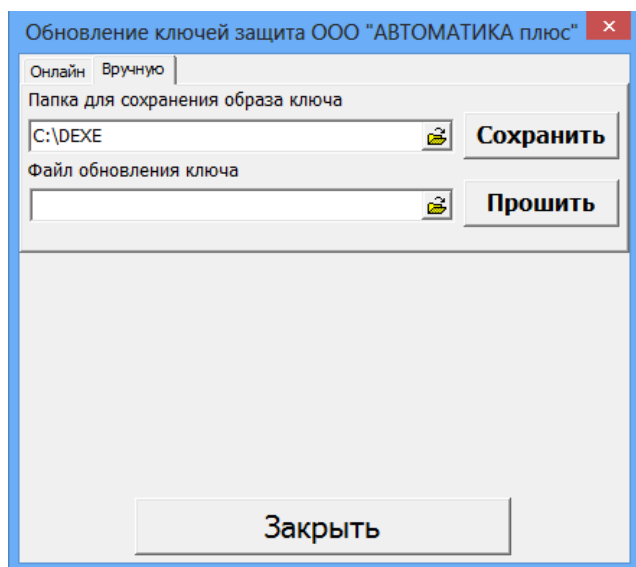 Обновление ключей защита ООО "АВТОМАТИКА плюс"
Онлайн Вручную
Папка для сохранения образа ключа
C:\DEXE Сохранить
Файл обновления ключа
Прошить
Закрыть